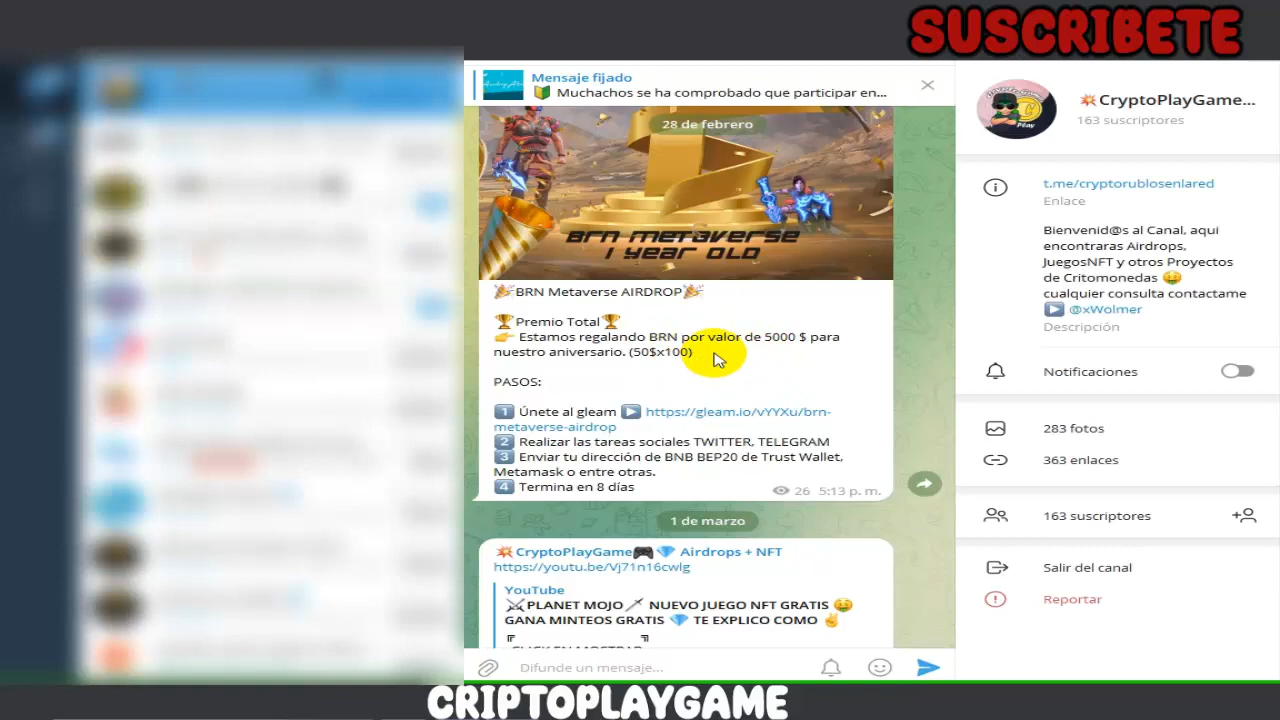 SUSCRIBETE
Mensaje fijado
🔰 Muchachos se ha comprobado que participar en...
28 de febrero
BRN METAVERSE
1 YEAR OLD
🎉BRN Metaverse AIRDROP🎉
🏆Premio Total🏆
👉 Estamos regalando BRN por valor de 5000 $ para
nuestro aniversario. (50$x100)
PASOS:
1️⃣ Únete al gleam ▶️ https://gleam.io/vYYXu/brn-
metaverse-airdrop
2️⃣ Realizar las tareas sociales TWITTER, TELEGRAM
3️⃣ Enviar tu dirección de BNB BEP20 de Trust Wallet,
Metamask o entre otras.
4️⃣ Termina en 8 días
26 5:13 p. m.
1 de marzo
💥CryptoPlayGame🎮💎 Airdrops + NFT
https://youtu.be/Vj71n16cwlg
YouTube
⚔️PLANET MOJO🗡️ NUEVO JUEGO NFT GRATIS 🤑
GANA MINTEOS GRATIS 💎 TE EXPLICO COMO ✌️
Difunde un mensaje...
💥CryptoPlayGame...
163 suscriptores
t.me/cryptorublosenlared
Enlace
Bienvenid@s al Canal, aqui
encontraras Airdrops,
JuegosNFT y otros Proyectos
de Critomonedas 🤑
cualquier consulta contactame
▶️ @xWolmer
Descripción
Notificaciones
283 fotos
363 enlaces
163 suscriptores
Salir del canal
Reportar
CRIPTOPLAYGAME